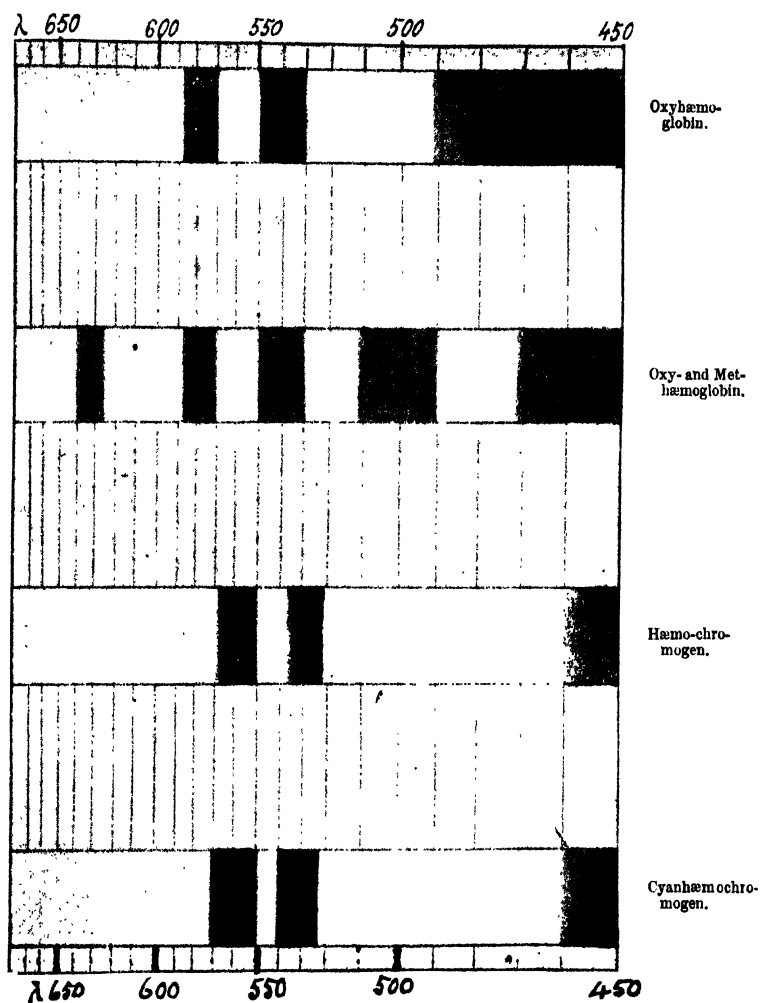 λ 650 600 550 500 450
Oxyhæmo-
globin.
Oxy- and Met-
hæmoglobin.
Hæmo-chro-
mogen.
Cyanhæmochro-
mogen.
λ 650 600 550 500 450